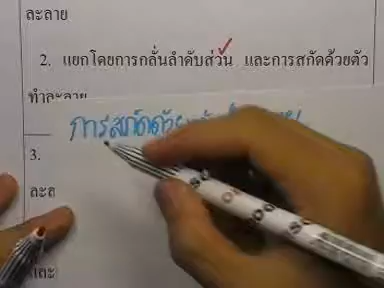 ละลาย
2. แยกโดยการกลั่นลำดับส่วน และการสกัดด้วยตัว
ทำละลาย
การสกัดด้วย
3.
ละล
และ